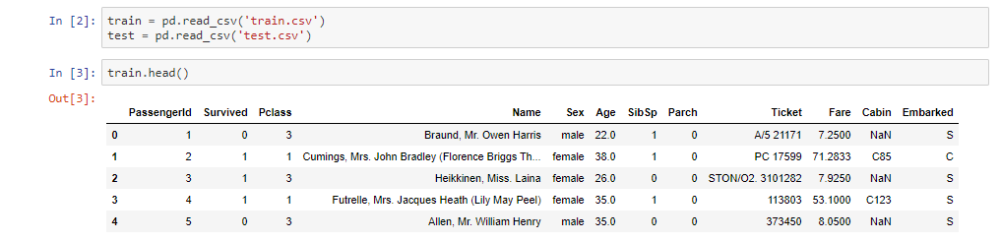 In [2]: train = pd.read_csv('train.csv')
test = pd.read_csv('test.csv')
In [3]: train.head()
Out[3]:
PassengerId Survived Pclass Name Sex Age SibSp Parch Ticket Fare Cabin Embarked
0 1 0 3 Braund, Mr. Owen Harris male 22.0 1 0 A/5 21171 7.2500 NaN S
1 2 1 1 Cumings, Mrs. John Bradley (Florence Briggs Th... female 38.0 1 0 PC 17599 71.2833 C85 C
2 3 1 3 Heikkinen, Miss. Laina female 26.0 0 0 STON/O2. 3101282 7.9250 NaN S
3 4 1 1 Futrelle, Mrs. Jacques Heath (Lily May Peel) female 35.0 1 0 113803 53.1000 C123 S
4 5 0 3 Allen, Mr. William Henry male 35.0 0 0 373450 8.0500 NaN S